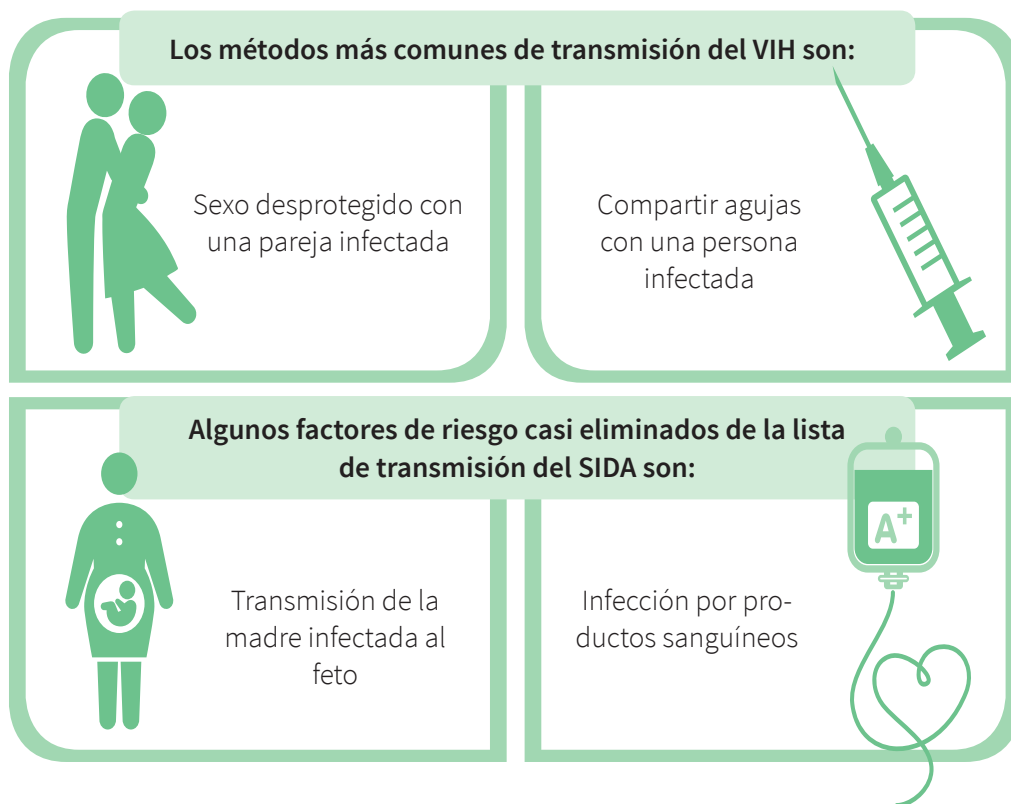 Los métodos más comunes de transmisión del VIH son:
Sexo desprotegido con
una pareja infectada
Compartir agujas
con una persona
infectada
Algunos factores de riesgo casi eliminados de la lista
de transmisión del SIDA son:
Transmisión de la
madre infectada al
feto
Infección por pro-
ductos sanguíneos
A+